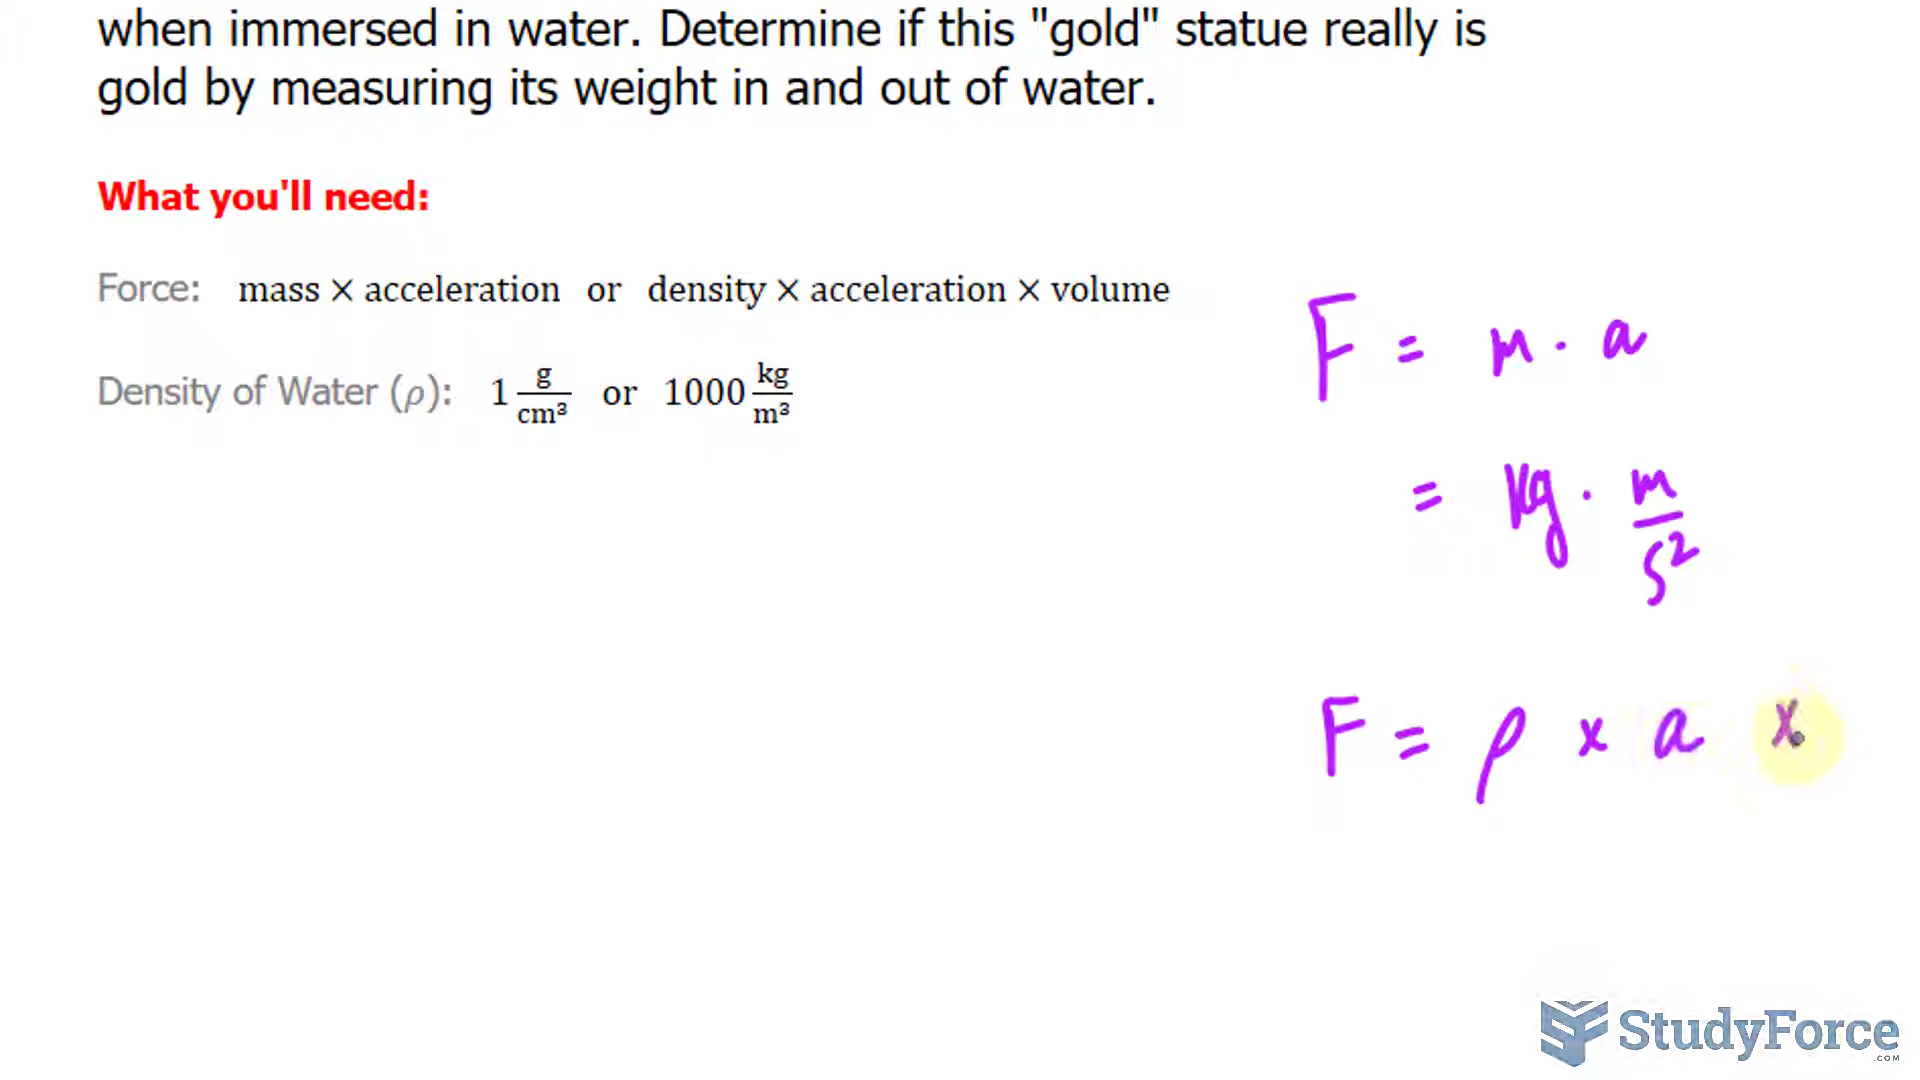 when immersed in water. Determine if this "gold" statue really is
gold by measuring its weight in and out of water.
What you'll need:
Force: mass × acceleration or density × acceleration × volume
Density of Water (ρ): 1 g/cm³ or 1000 kg/m³
F = m · a
= kg · m/s²
F = ρ × a ×
StudyForce
.COM